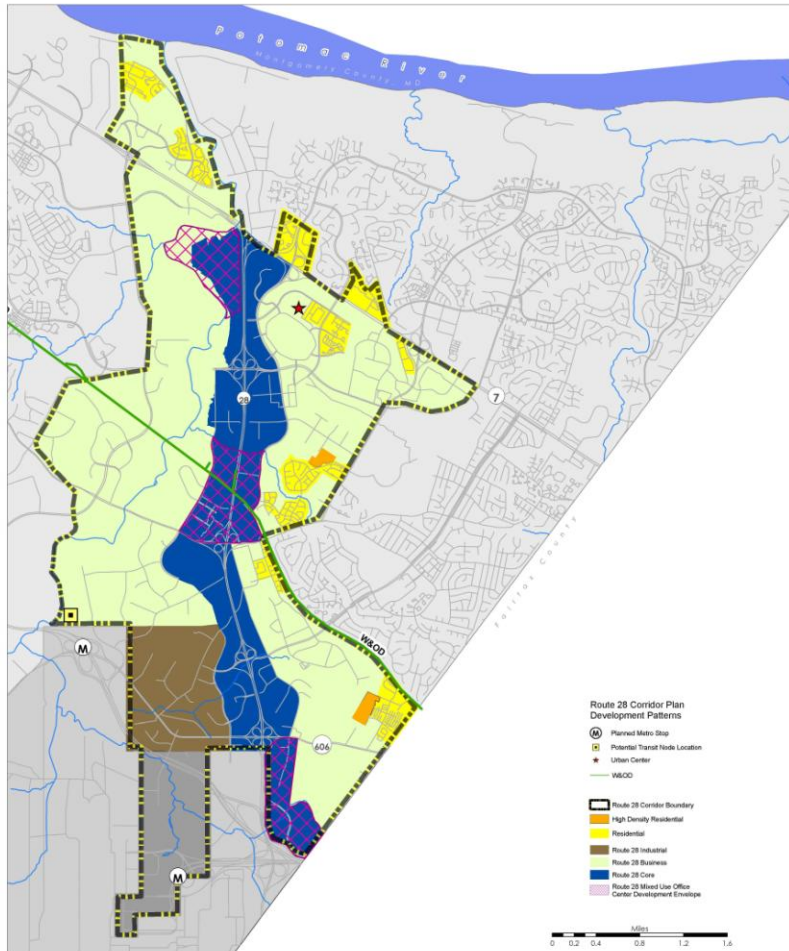 Potomac River
Montgomery County, MD
28
7
Fairfax County
W&OD
M
606
M
Route 28 Corridor Plan
Development Patterns
M Planned Metro Stop
Potential Transit Node Location
Urban Center
W&OD
Route 28 Corridor Boundary
High Density Residential
Residential
Route 28 Industrial
Route 28 Business
Route 28 Core
Route 28 Mixed Use Office
Center Development Envelope
Miles
0 0.2 0.4 0.8 1.2 1.6